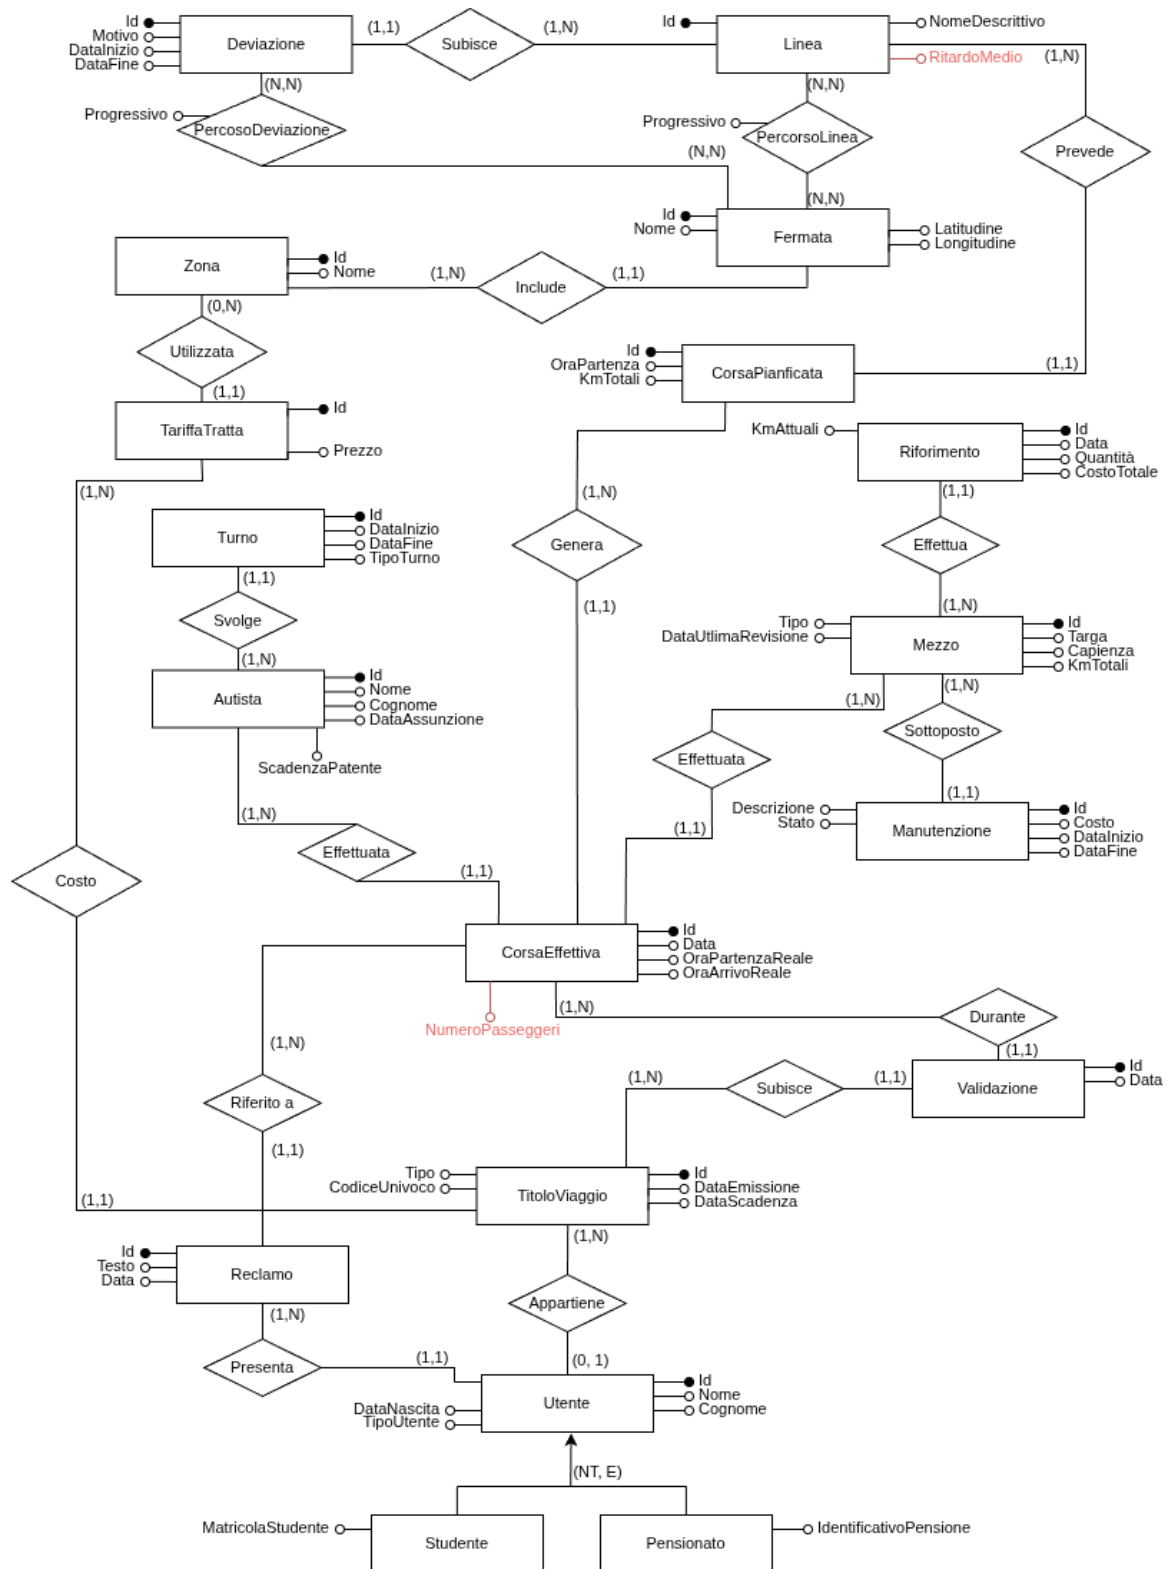 Id
Motivo
DataInizio
DataFine
Deviazione
(1,1)
Subisce
(1,N)
Id
Linea
NomeDescrittivo
RitardoMedio
(1,N)
(N,N)
Progressivo
PercosoDeviazione
(N,N)
Progressivo
PercorsoLinea
(N,N)
(N,N)
Prevede
Id
Nome
Fermata
Latitudine
Longitudine
Zona
Id
Nome
(1,N)
Include
(1,1)
(0,N)
Utilizzata
(1,1)
Id
OraPartenza
KmTotali
CorsaPianficata
(1,1)
TariffaTratta
Id
Prezzo
KmAttuali
Riforimento
Id
Data
Quantità
CostoTotale
(1,N)
(1,N)
(1,1)
Turno
Id
DataInizio
DataFine
TipoTurno
Genera
Effettua
(1,1)
(1,1)
(1,N)
Svolge
Tipo
DataUtlimaRevisione
Mezzo
Id
Targa
Capienza
KmTotali
(1,N)
Autista
Id
Nome
Cognome
DataAssunzione
ScadenzaPatente
(1,N)
(1,N)
Sottoposto
Effettuata
(1,1)
(1,N)
Descrizione
Stato
Manutenzione
Id
Costo
DataInizio
DataFine
(1,1)
Effettuata
(1,1)
Costo
CorsaEffettiva
Id
Data
OraPartenzaReale
OraArrivoReale
NumeroPasseggeri
(1,N)
Durante
(1,1)
(1,N)
Riferito a
(1,1)
(1,N)
Subisce
(1,1)
Validazione
Id
Data
Tipo
CodiceUnivoco
TitoloViaggio
Id
DataEmissione
DataScadenza
(1,1)
(1,N)
Id
Testo
Data
Reclamo
(1,N)
Appartiene
Presenta
(1,1)
(0, 1)
DataNascita
TipoUtente
Utente
Id
Nome
Cognome
(NT, E)
MatricolaStudente
Studente
Pensionato
IdentificativoPensione